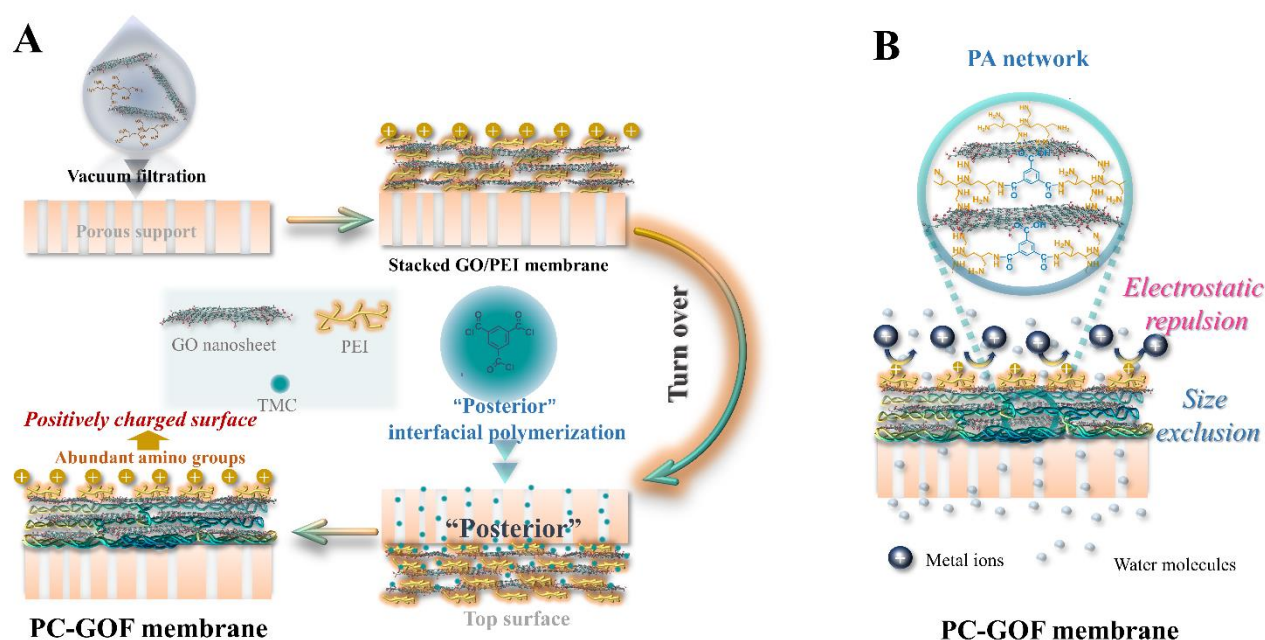 A
Vacuum filtration
Porous support
Stacked GO/PEI membrane
Turn over
GO nanosheet
PEI
TMC
"Posterior"
interfacial polymerization
Positively charged surface
Abundant amino groups
"Posterior"
Top surface
PC-GOF membrane
B
PA network
Electrostatic
repulsion
Size
exclusion
Metal ions
Water molecules
PC-GOF membrane